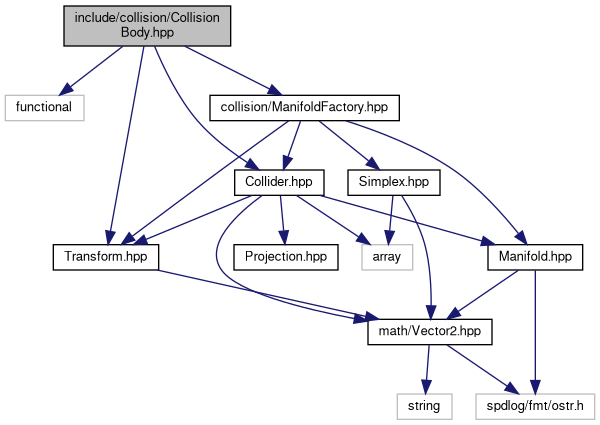 include/collision/Collision
Body.hpp
functional
collision/ManifoldFactory.hpp
Collider.hpp
Simplex.hpp
Transform.hpp
Projection.hpp
array
Manifold.hpp
math/Vector2.hpp
string
spdlog/fmt/ostr.h